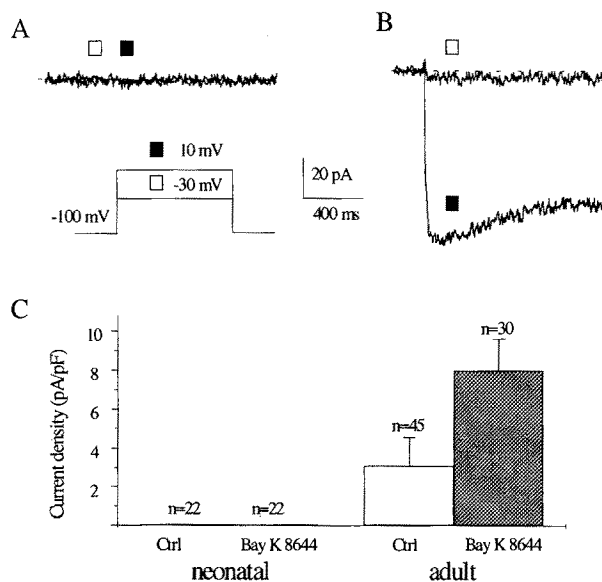 A
B
10 mV
-30 mV
-100 mV
20 pA
400 ms
C
Current density (pA/pF)
10
8
6
4
2
n=22
n=22
n=45
n=30
Ctrl
Bay K 8644
Ctrl
Bay K 8644
neonatal
adult